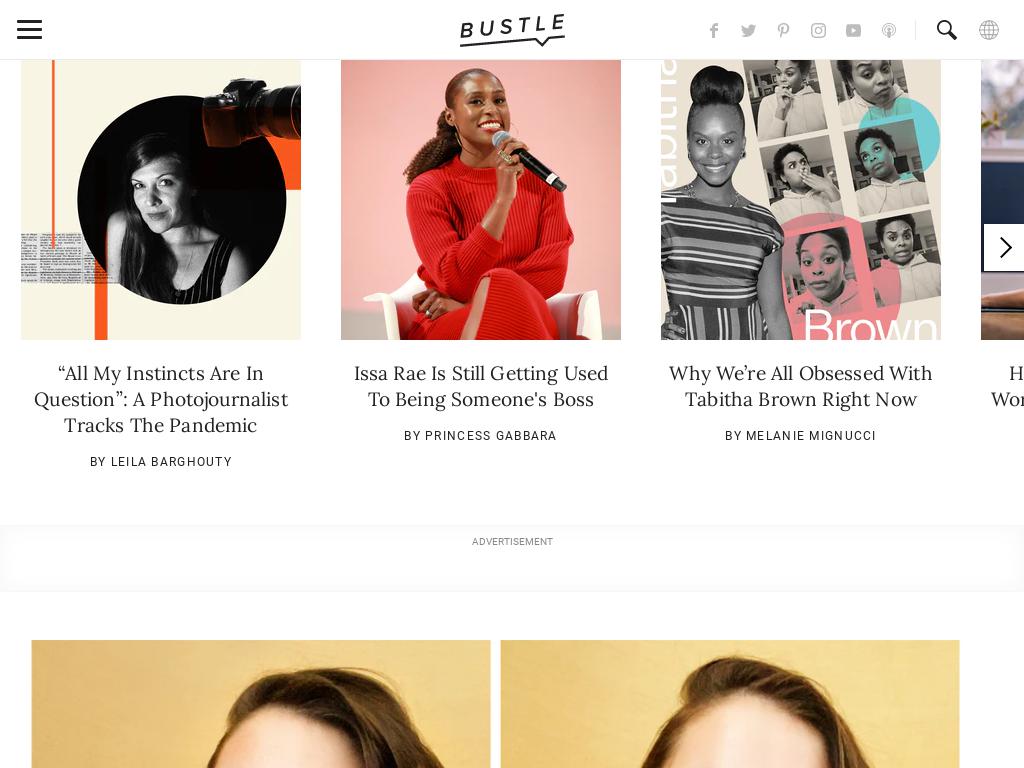 BUSTLE
Tabitha
Brown
“All My Instincts Are In
Question”: A Photojournalist
Tracks The Pandemic
BY LEILA BARGHOUTY
Issa Rae Is Still Getting Used
To Being Someone's Boss
BY PRINCESS GABBARA
Why We’re All Obsessed With
Tabitha Brown Right Now
BY MELANIE MIGNUCCI
H
Wor
ADVERTISEMENT